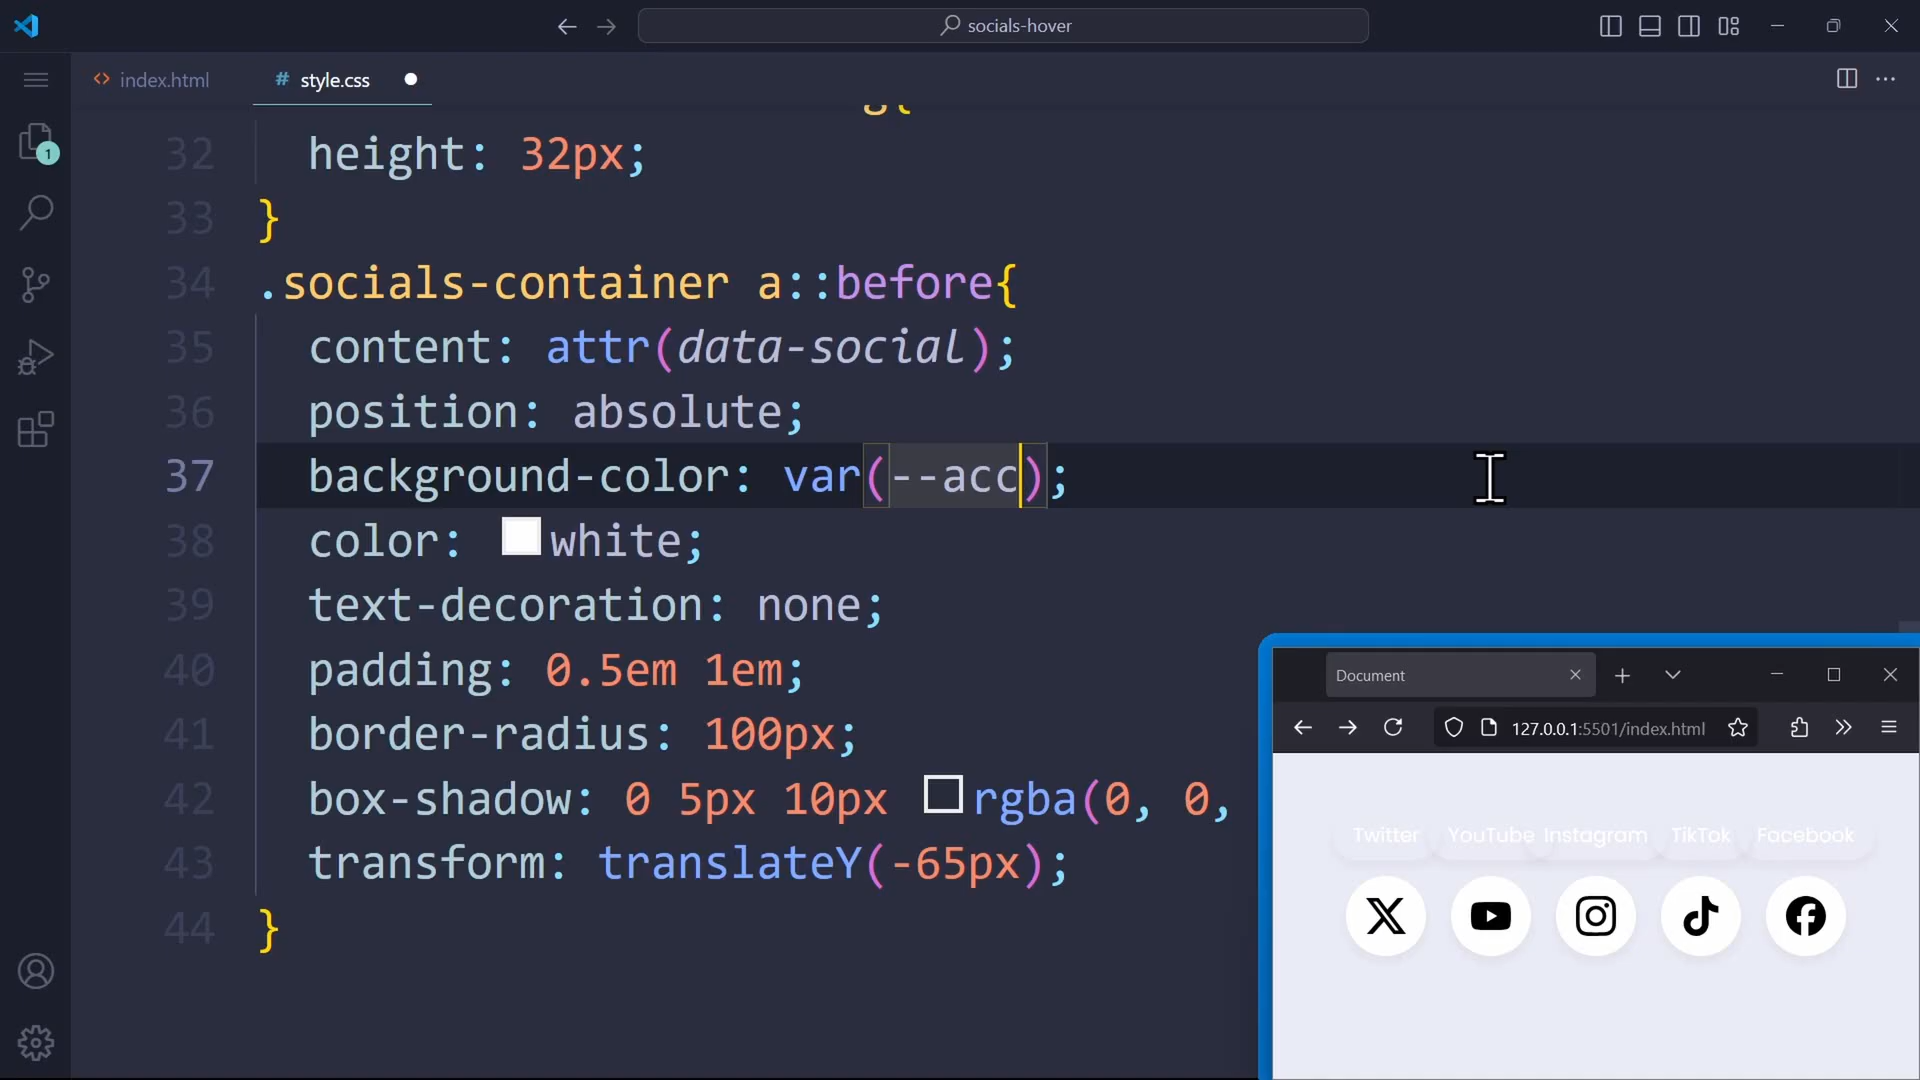 socials-hover
index.html
# style.css
1
32 height: 32px;
33 }
34 .socials-container a::before{
35 content: attr(data-social);
36 position: absolute;
37 background-color: var(--acc);
38 color: white;
39 text-decoration: none;
40 padding: 0.5em 1em;
41 border-radius: 100px;
42 box-shadow: 0 5px 10px rgba(0, 0,
43 transform: translateY(-65px);
44 }
Document
127.0.0.1:5501/index.html
Twitter YouTube Instagram TikTok Facebook